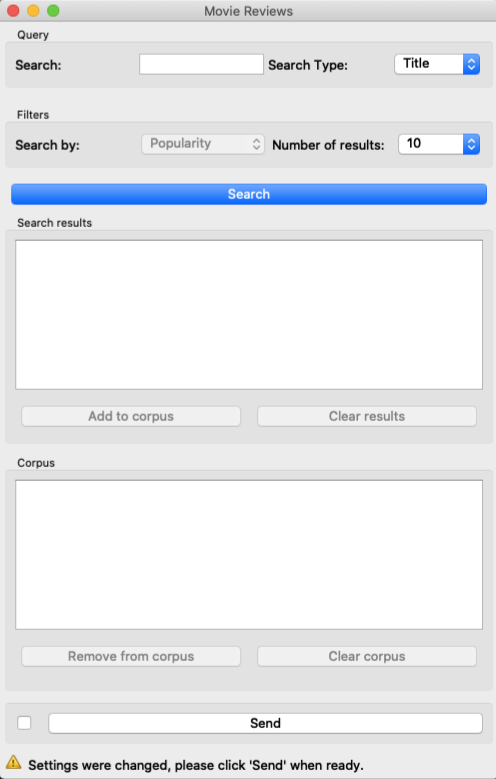 Movie Reviews
Query
Search: Search Type: Title
Filters
Search by: Popularity Number of results: 10
Search
Search results
Add to corpus Clear results
Corpus
Remove from corpus Clear corpus
Send
Settings were changed, please click 'Send' when ready.